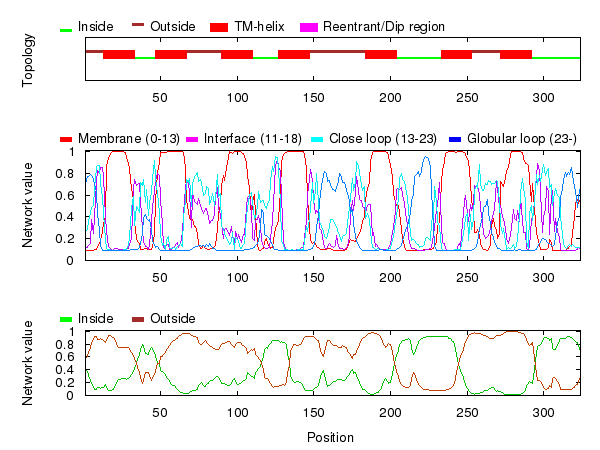 Inside Outside TM-helix Reentrant/Dip region
Topology
50 100 150 200 250 300
Membrane (0-13) Interface (11-18) Close loop (13-23) Globular loop (23-)
Network value
1
0.8
0.6
0.4
0.2
0
50 100 150 200 250 300
Inside Outside
Network value
1
0.8
0.6
0.4
0.2
0
50 100 150 200 250 300
Position